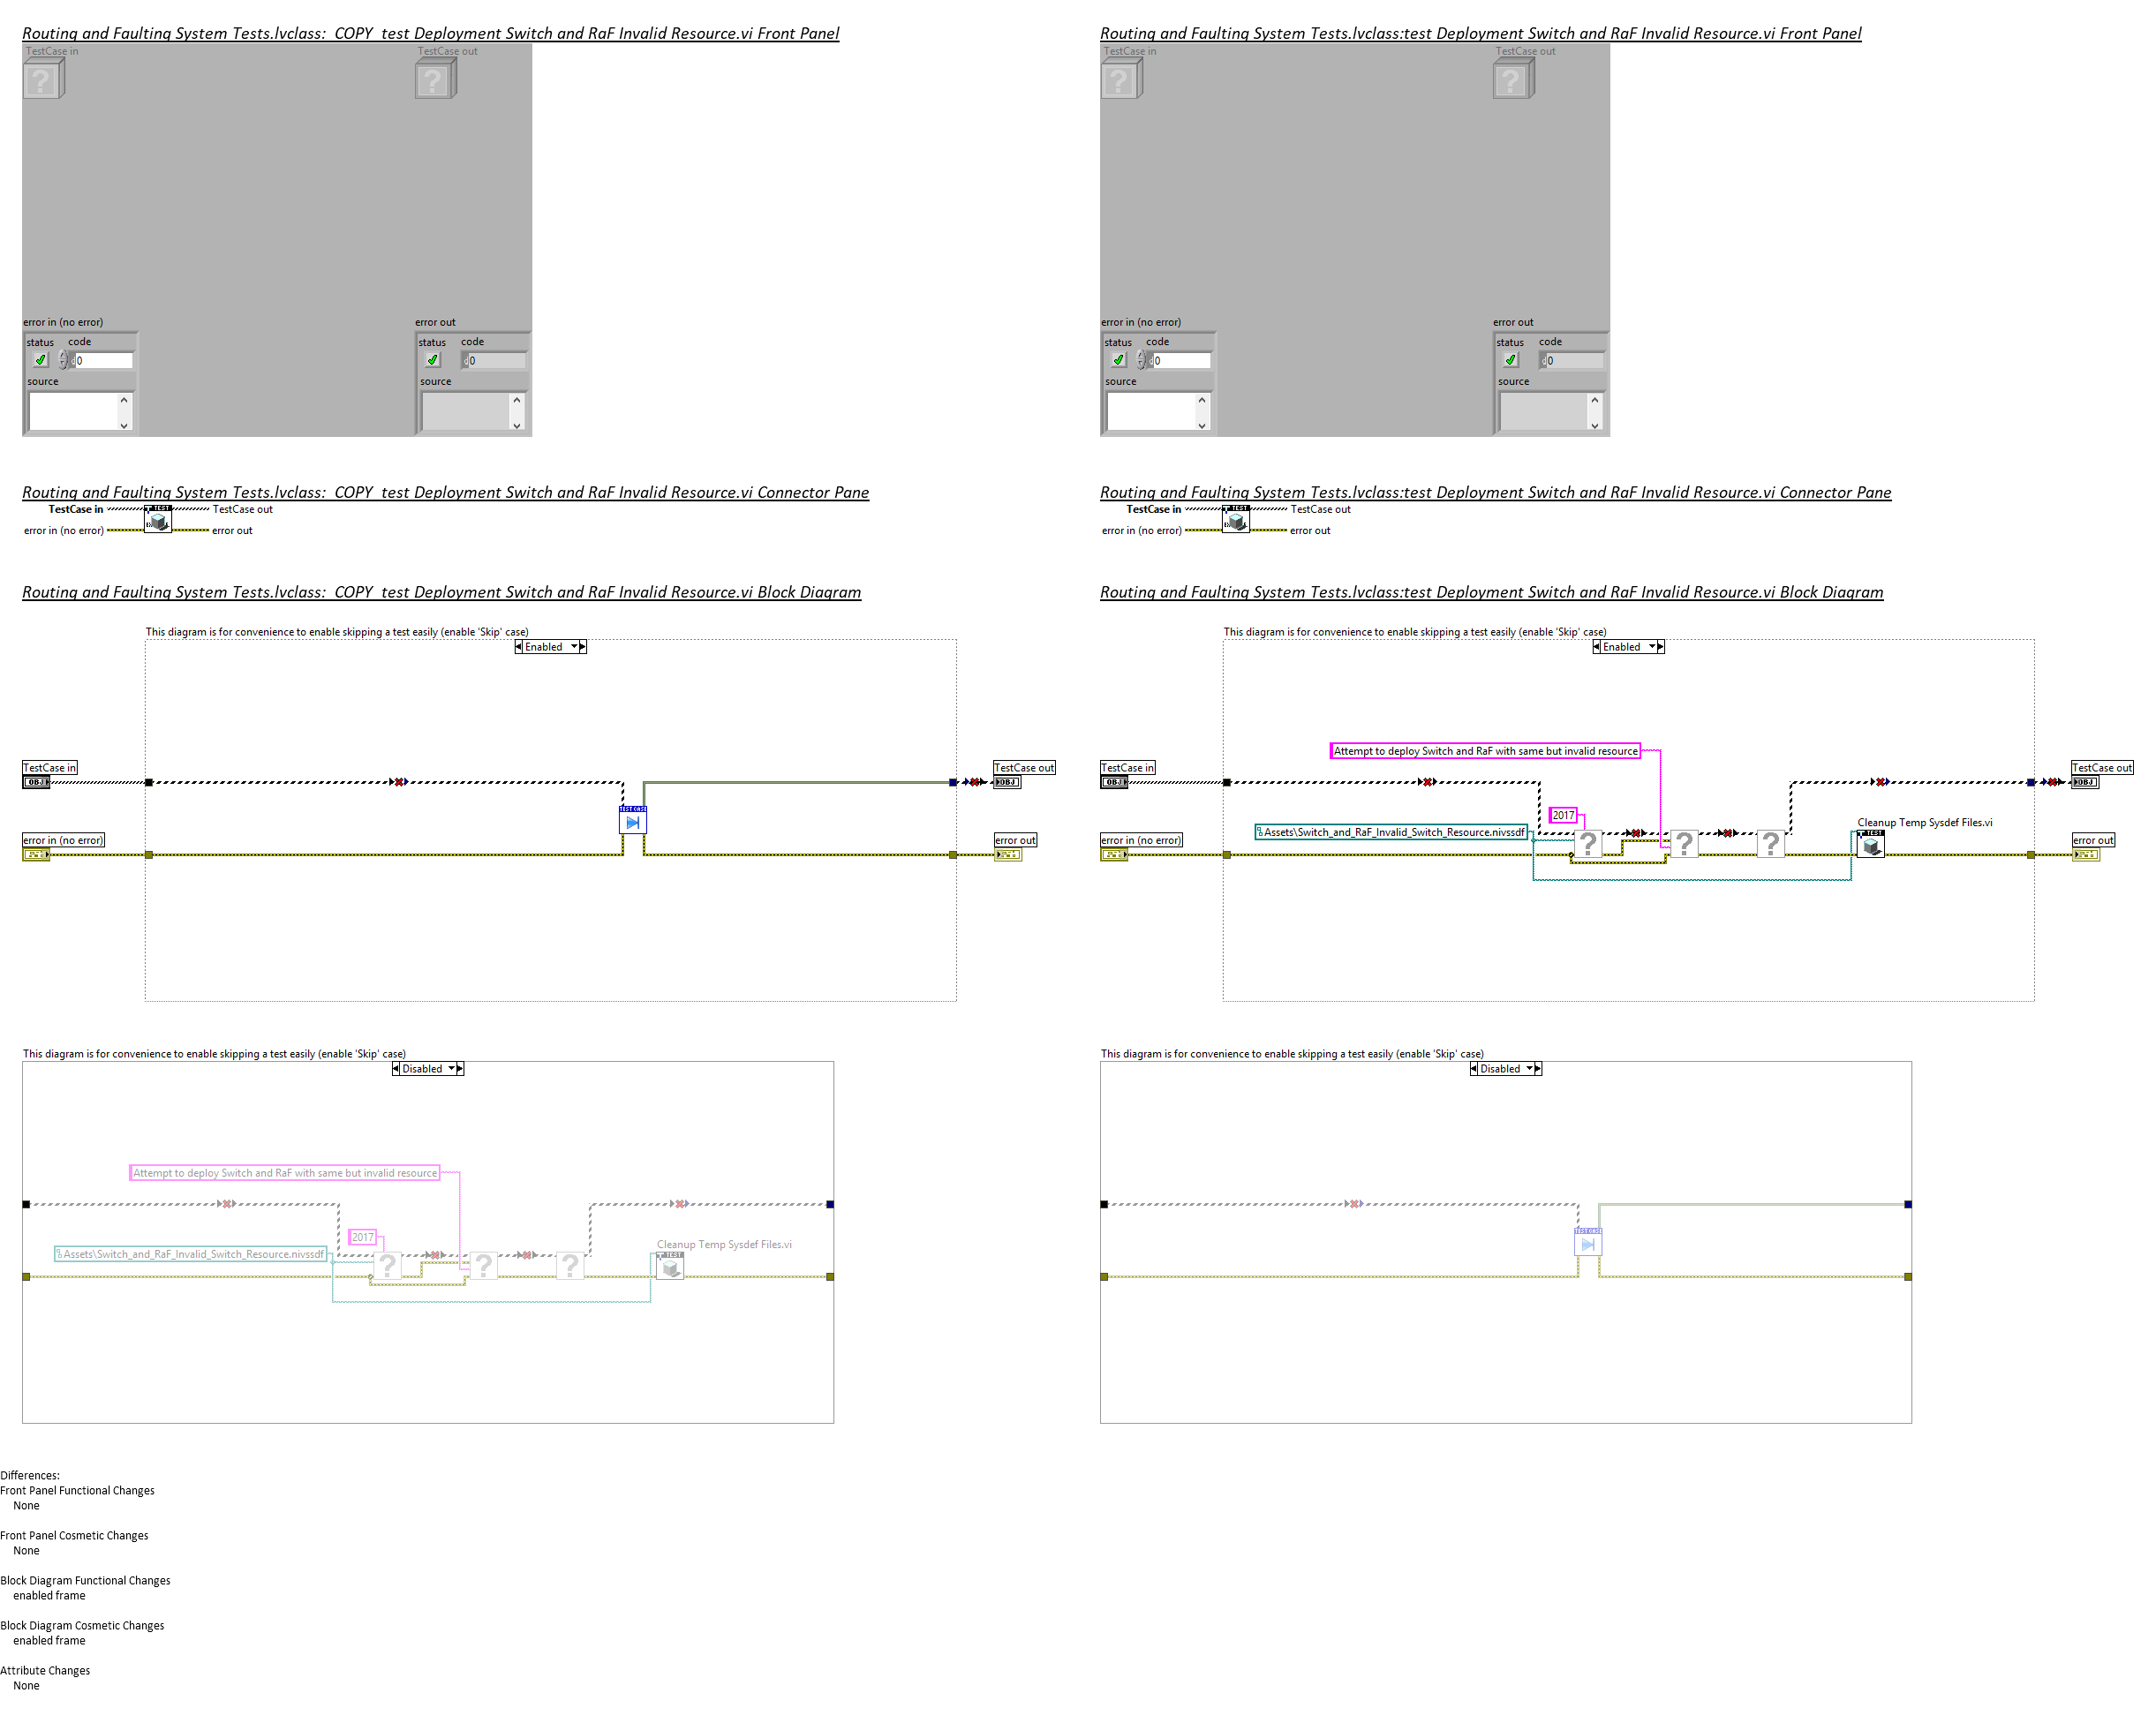 Routing and Faulting System Tests.lvclass:  COPY  test Deployment Switch and RaF Invalid Resource.vi Front Panel
TestCase in
TestCase out
error in (no error)
error out
status
code
status
code
0
0
source
source
Routing and Faulting System Tests.lvclass:  COPY  test Deployment Switch and RaF Invalid Resource.vi Connector Pane
TEST
TestCase in
TestCase out
error in (no error)
error out
Routing and Faulting System Tests.lvclass:  COPY  test Deployment Switch and RaF Invalid Resource.vi Block Diagram
This diagram is for convenience to enable skipping a test easily (enable 'Skip' case)
Enabled
TestCase in
OBJ
TestCase out
OBJ
error in (no error)
error out
This diagram is for convenience to enable skipping a test easily (enable 'Skip' case)
Disabled
Attempt to deploy Switch and RaF with same but invalid resource
2017
Assets\Switch_and_RaF_Invalid_Switch_Resource.nivssdf
Cleanup Temp Sysdef Files.vi
TEST
Differences:
Front Panel Functional Changes
None
Front Panel Cosmetic Changes
None
Block Diagram Functional Changes
enabled frame
Block Diagram Cosmetic Changes
enabled frame
Attribute Changes
None
Routing and Faulting System Tests.lvclass:test Deployment Switch and RaF Invalid Resource.vi Front Panel
TestCase in
TestCase out
error in (no error)
error out
status
code
status
code
0
0
source
source
Routing and Faulting System Tests.lvclass:test Deployment Switch and RaF Invalid Resource.vi Connector Pane
TEST
TestCase in
TestCase out
error in (no error)
error out
Routing and Faulting System Tests.lvclass:test Deployment Switch and RaF Invalid Resource.vi Block Diagram
This diagram is for convenience to enable skipping a test easily (enable 'Skip' case)
Enabled
Attempt to deploy Switch and RaF with same but invalid resource
TestCase in
OBJ
TestCase out
OBJ
2017
Assets\Switch_and_RaF_Invalid_Switch_Resource.nivssdf
Cleanup Temp Sysdef Files.vi
TEST
error in (no error)
error out
This diagram is for convenience to enable skipping a test easily (enable 'Skip' case)
Disabled